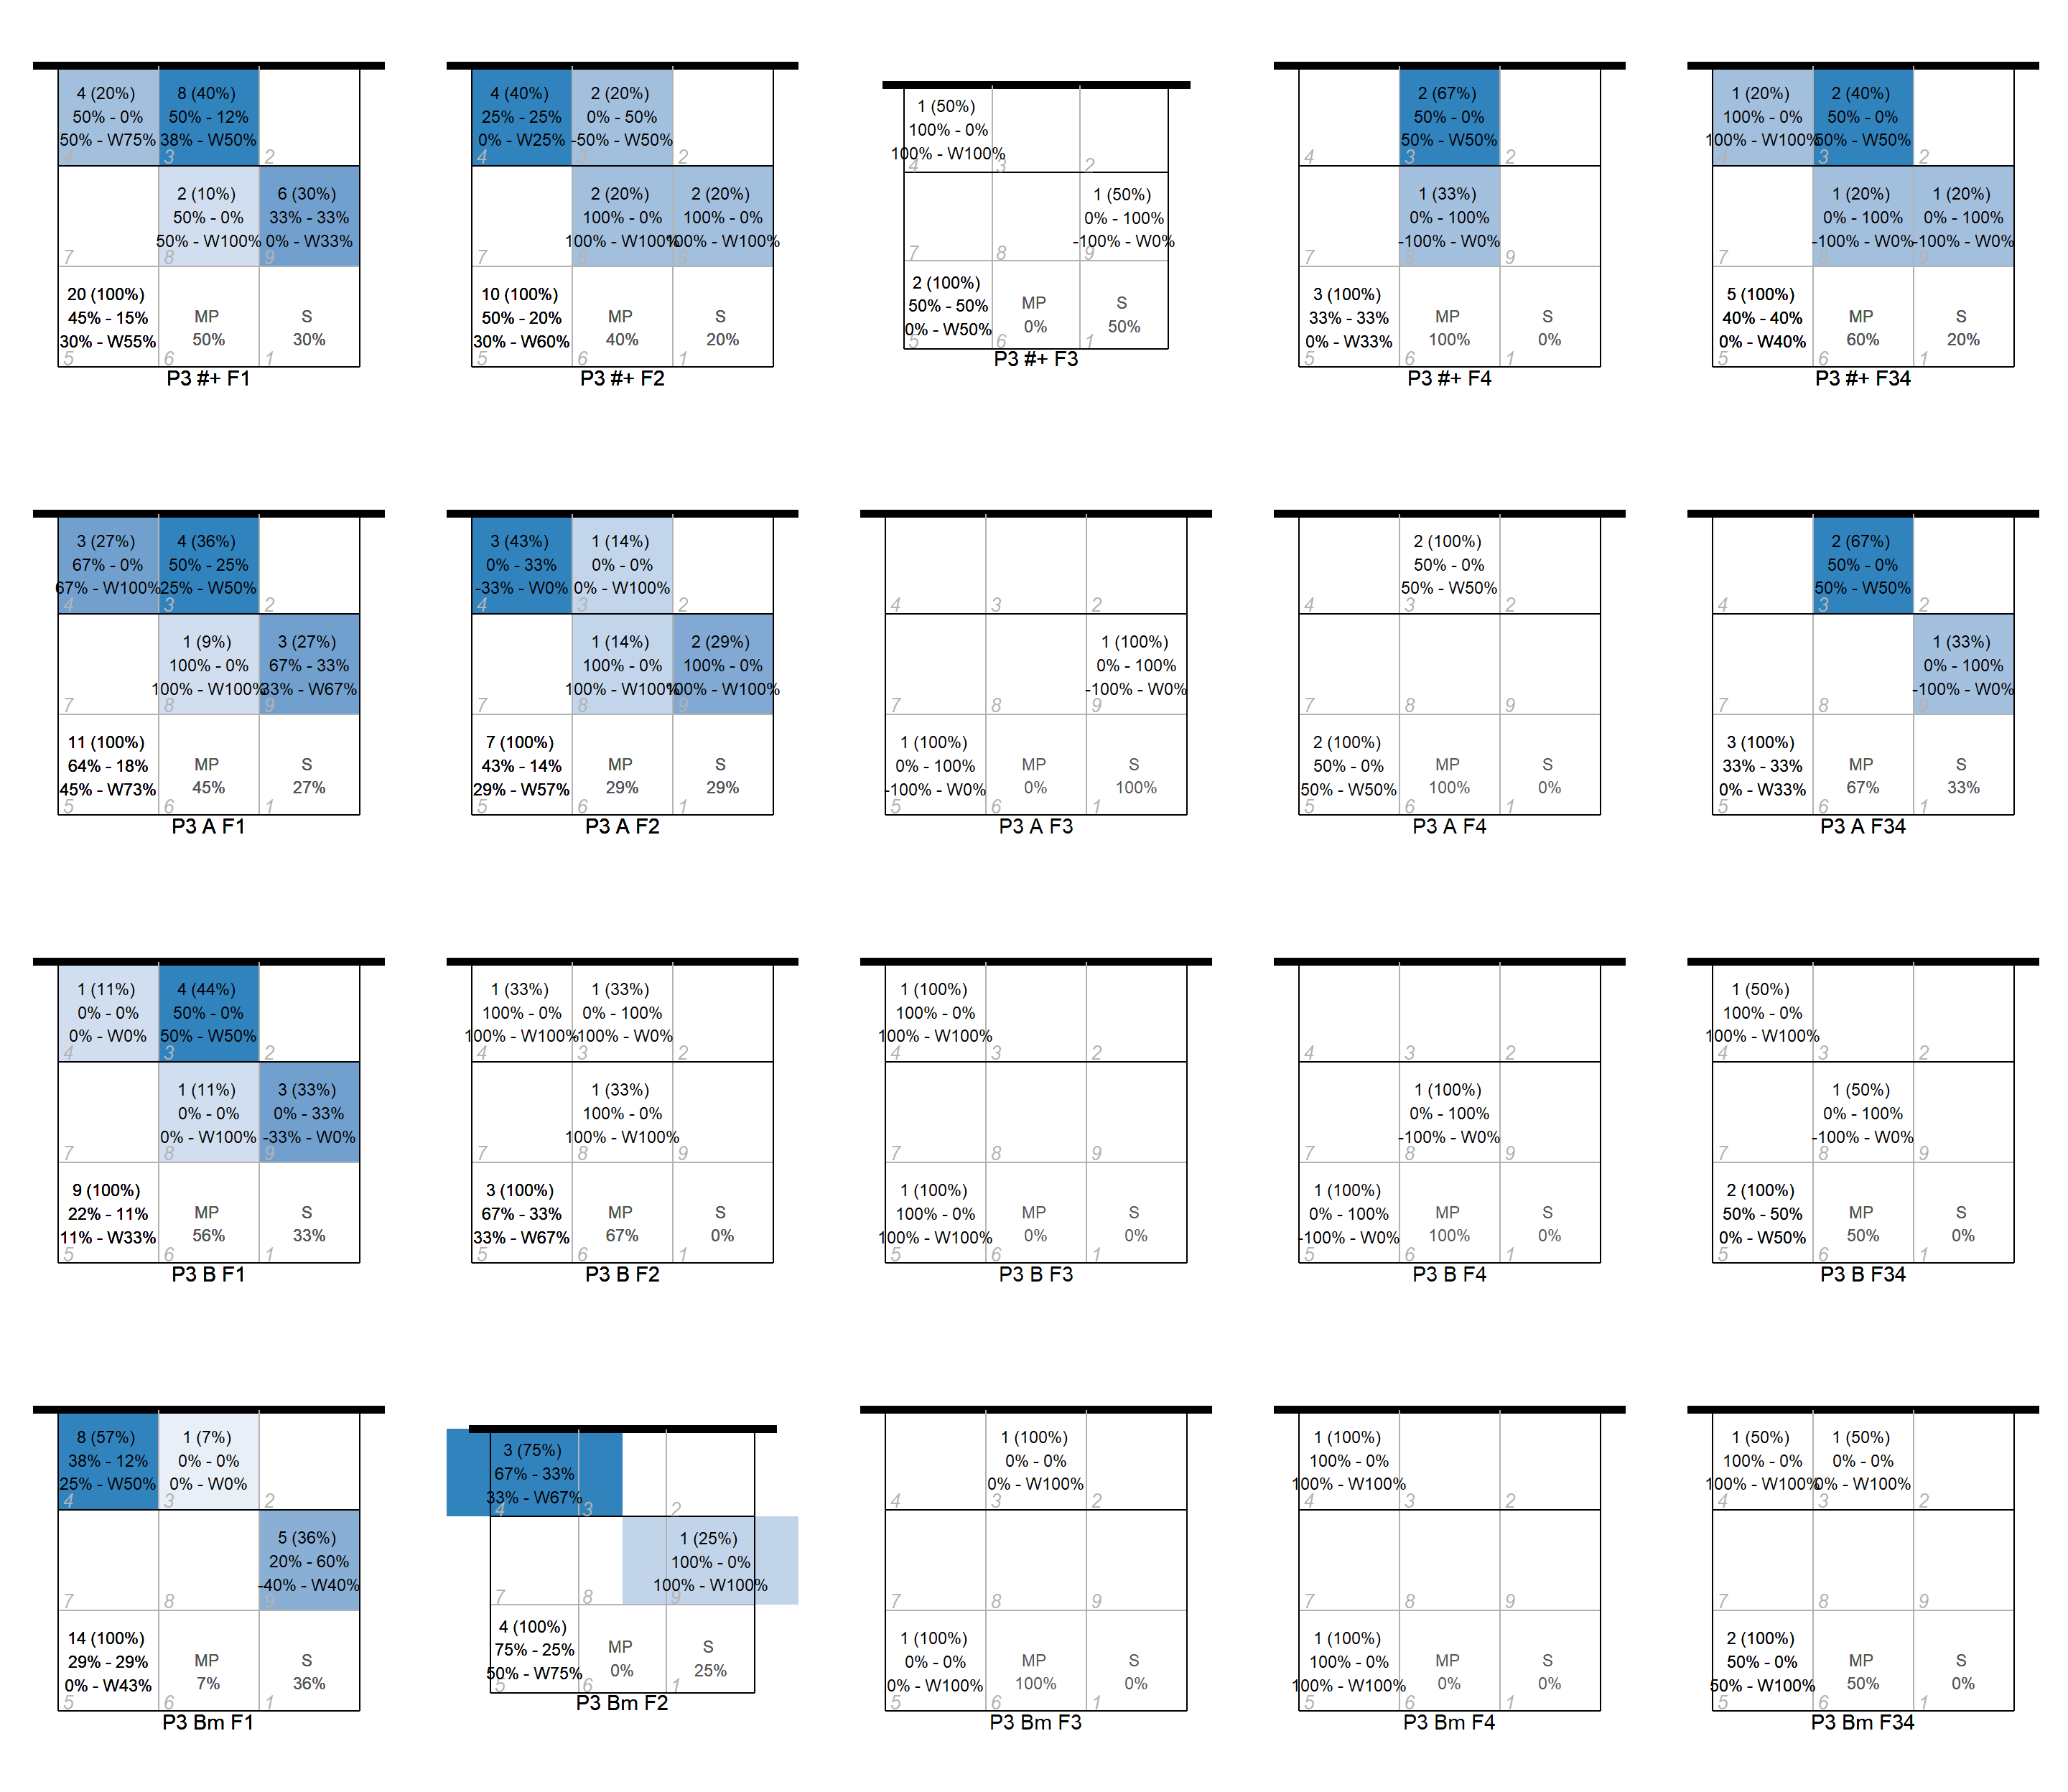 4 (20%) 8 (40%)
50% - 0% 50% - 12%
50% - W75% 38% - W50%
4 3 2
2 (10%) 6 (30%)
50% - 0% 33% - 33%
50% - W100% 0% - W33%
7 8 9
20 (100%)
45% - 15% MP S
30% - W55% 50% 30%
5 6 1
P3 #+ F1
4 (40%) 2 (20%)
25% - 25% 0% - 50%
0% - W25% -50% - W50%
4 3 2
2 (20%) 2 (20%)
100% - 0% 100% - 0%
100% - W100% 100% - W100%
7 8 9
10 (100%)
50% - 20% MP S
30% - W60% 40% 20%
5 6 1
P3 #+ F2
1 (50%)
100% - 0%
100% - W100%
4 3 2
1 (50%)
0% - 100%
-100% - W0%
7 8 9
2 (100%)
50% - 50% MP S
0% - W50% 0% 50%
5 6 1
P3 #+ F3
2 (67%)
50% - 0%
50% - W50%
4 3 2
1 (33%)
0% - 100%
-100% - W0%
7 8 9
3 (100%)
33% - 33% MP S
0% - W33% 100% 0%
5 6 1
P3 #+ F4
1 (20%) 2 (40%)
100% - 0% 50% - 0%
100% - W100% 50% - W50%
4 3 2
1 (20%) 1 (20%)
0% - 100% 0% - 100%
-100% - W0% -100% - W0%
7 8 9
5 (100%)
40% - 40% MP S
0% - W40% 60% 20%
5 6 1
P3 #+ F34
3 (27%) 4 (36%)
67% - 0% 50% - 25%
67% - W100% 25% - W50%
4 3 2
1 (9%) 3 (27%)
100% - 0% 67% - 33%
100% - W100% 33% - W67%
7 8 9
11 (100%)
64% - 18% MP S
45% - W73% 45% 27%
5 6 1
P3 A F1
3 (43%) 1 (14%)
0% - 33% 0% - 0%
-33% - W0% 0% - W100%
4 3 2
1 (14%) 2 (29%)
100% - 0% 100% - 0%
100% - W100% 100% - W100%
7 8 9
7 (100%)
43% - 14% MP S
29% - W57% 29% 29%
5 6 1
P3 A F2
4 3 2
1 (100%)
0% - 100%
-100% - W0%
7 8 9
1 (100%)
0% - 100% MP S
-100% - W0% 0% 100%
5 6 1
P3 A F3
2 (100%)
50% - 0%
50% - W50%
4 3 2
7 8 9
2 (100%)
50% - 0% MP S
50% - W50% 100% 0%
5 6 1
P3 A F4
2 (67%)
50% - 0%
50% - W50%
4 3 2
1 (33%)
0% - 100%
-100% - W0%
7 8 9
3 (100%)
33% - 33% MP S
0% - W33% 67% 33%
5 6 1
P3 A F34
1 (11%) 4 (44%)
0% - 0% 50% - 0%
0% - W0% 50% - W50%
4 3 2
1 (11%) 3 (33%)
0% - 0% 0% - 33%
0% - W100% -33% - W0%
7 8 9
9 (100%)
22% - 11% MP S
11% - W33% 56% 33%
5 6 1
P3 B F1
1 (33%) 1 (33%)
100% - 0% 0% - 100%
100% - W100% -100% - W0%
4 3 2
1 (33%)
100% - 0%
100% - W100%
7 8 9
3 (100%)
67% - 33% MP S
33% - W67% 67% 0%
5 6 1
P3 B F2
1 (100%)
100% - 0%
100% - W100%
4 3 2
7 8 9
1 (100%)
100% - 0% MP S
100% - W100% 0% 0%
5 6 1
P3 B F3
4 3 2
1 (100%)
0% - 100%
-100% - W0%
7 8 9
1 (100%)
0% - 100% MP S
-100% - W0% 100% 0%
5 6 1
P3 B F4
1 (50%)
100% - 0%
100% - W100%
4 3 2
1 (50%)
0% - 100%
-100% - W0%
7 8 9
2 (100%)
50% - 50% MP S
0% - W50% 50% 0%
5 6 1
P3 B F34
8 (57%) 1 (7%)
38% - 12% 0% - 0%
25% - W50% 0% - W0%
4 3 2
5 (36%)
20% - 60%
-40% - W40%
7 8 9
14 (100%)
29% - 29% MP S
0% - W43% 7% 36%
5 6 1
P3 Bm F1
3 (75%)
67% - 33%
33% - W67%
4 3 2
1 (25%)
100% - 0%
100% - W100%
7 8 9
4 (100%)
75% - 25% MP S
50% - W75% 0% 25%
5 6 1
P3 Bm F2
1 (100%)
0% - 0%
0% - W100%
4 3 2
7 8 9
1 (100%)
0% - 0% MP S
0% - W100% 100% 0%
5 6 1
P3 Bm F3
1 (100%)
100% - 0%
100% - W100%
4 3 2
7 8 9
1 (100%)
100% - 0% MP S
100% - W100% 0% 0%
5 6 1
P3 Bm F4
1 (50%) 1 (50%)
100% - 0% 0% - 0%
100% - W100% 0% - W100%
4 3 2
7 8 9
2 (100%)
50% - 0% MP S
50% - W100% 50% 0%
5 6 1
P3 Bm F34